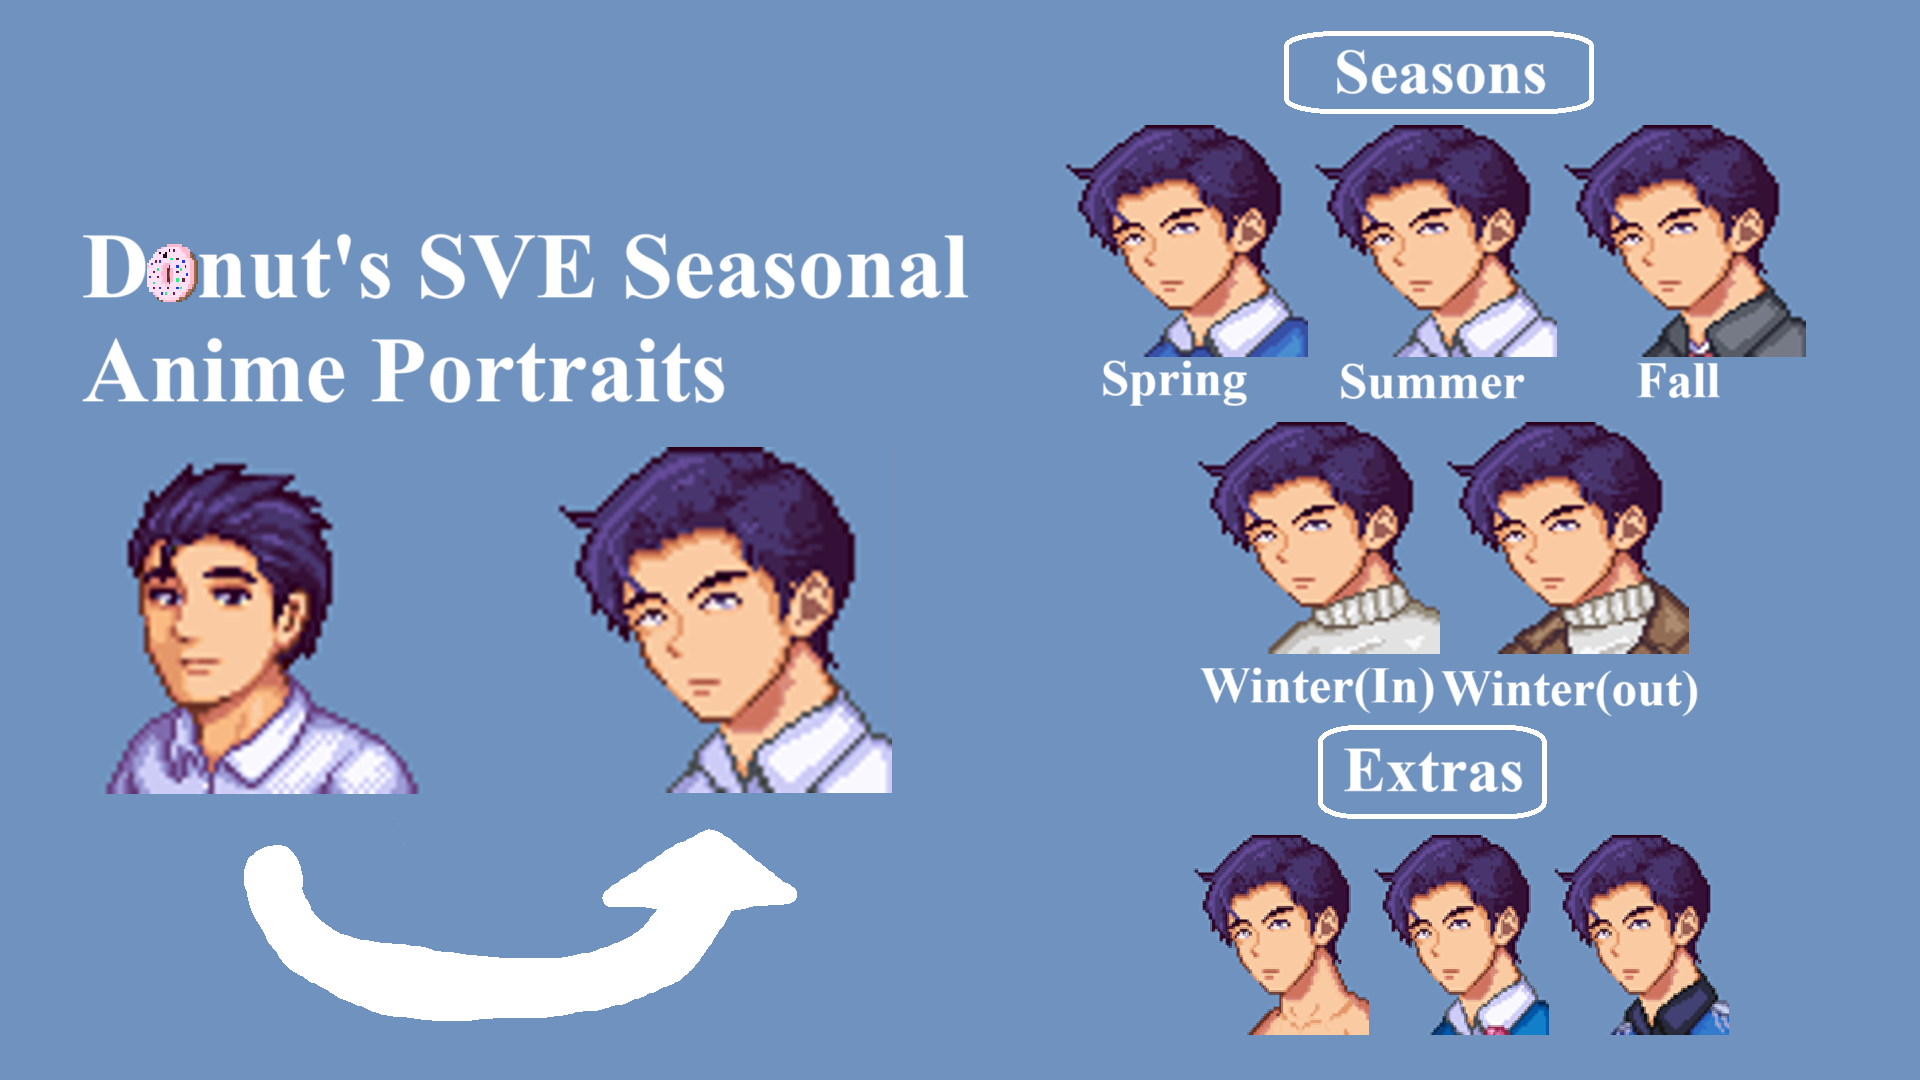 Donut's SVE Seasonal
Anime Portraits
Seasons
Spring
Summer
Fall
Winter(In)
Winter(out)
Extras